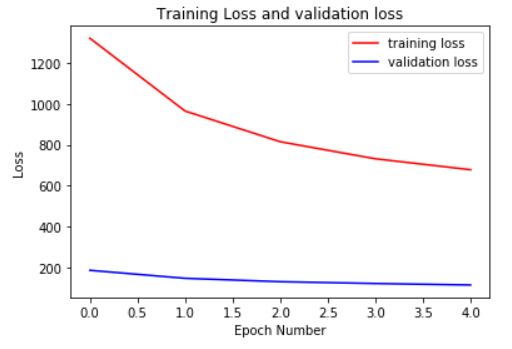 Training Loss and validation loss
training loss
validation loss
1200
1000
800
600
400
200
Loss
0.0 0.5 1.0 1.5 2.0 2.5 3.0 3.5 4.0
Epoch Number